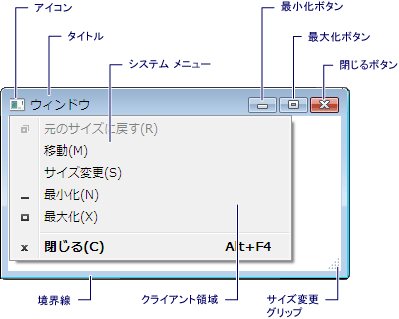 アイコン
最小化ボタン
タイトル
最大化ボタン
システム メニュー
閉じるボタン
ウィンドウ
元のサイズに戻す(R)
移動(M)
サイズ変更(S)
最小化(N)
最大化(X)
閉じる(C) Alt+F4
境界線
クライアント領域
サイズ変更
グリップ